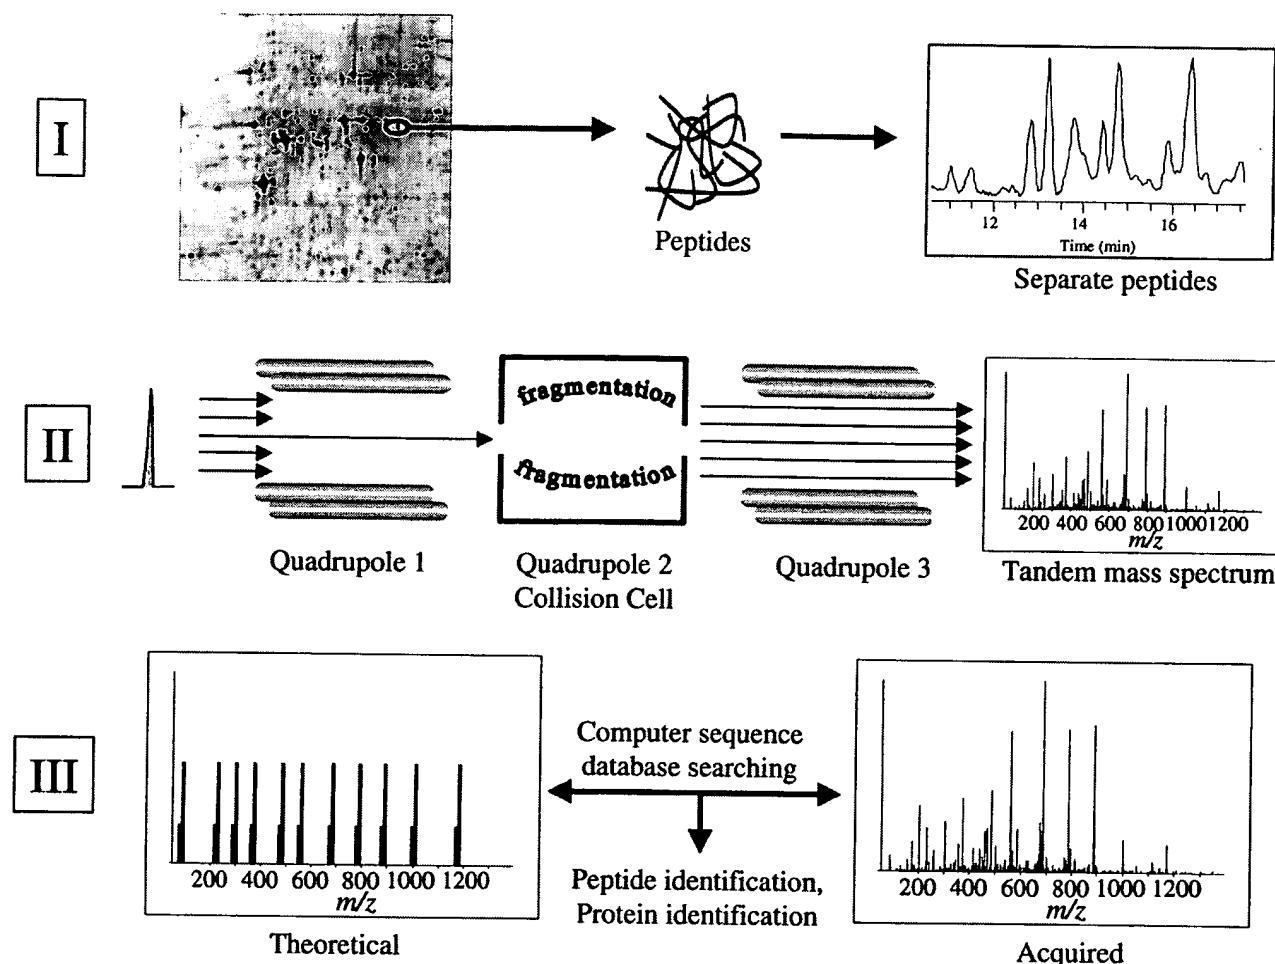 I
Peptides
12 14 16
Time (min)
Separate peptides
II
fragmentation
fragmentation
Quadrupole 1
Quadrupole 2
Collision Cell
Quadrupole 3
200 400 600 800 1000 1200
m/z
Tandem mass spectrum
III
200 400 600 800 1000 1200
m/z
Theoretical
Computer sequence
database searching
Peptide identification,
Protein identification
200 400 600 800 1000 1200
m/z
Acquired